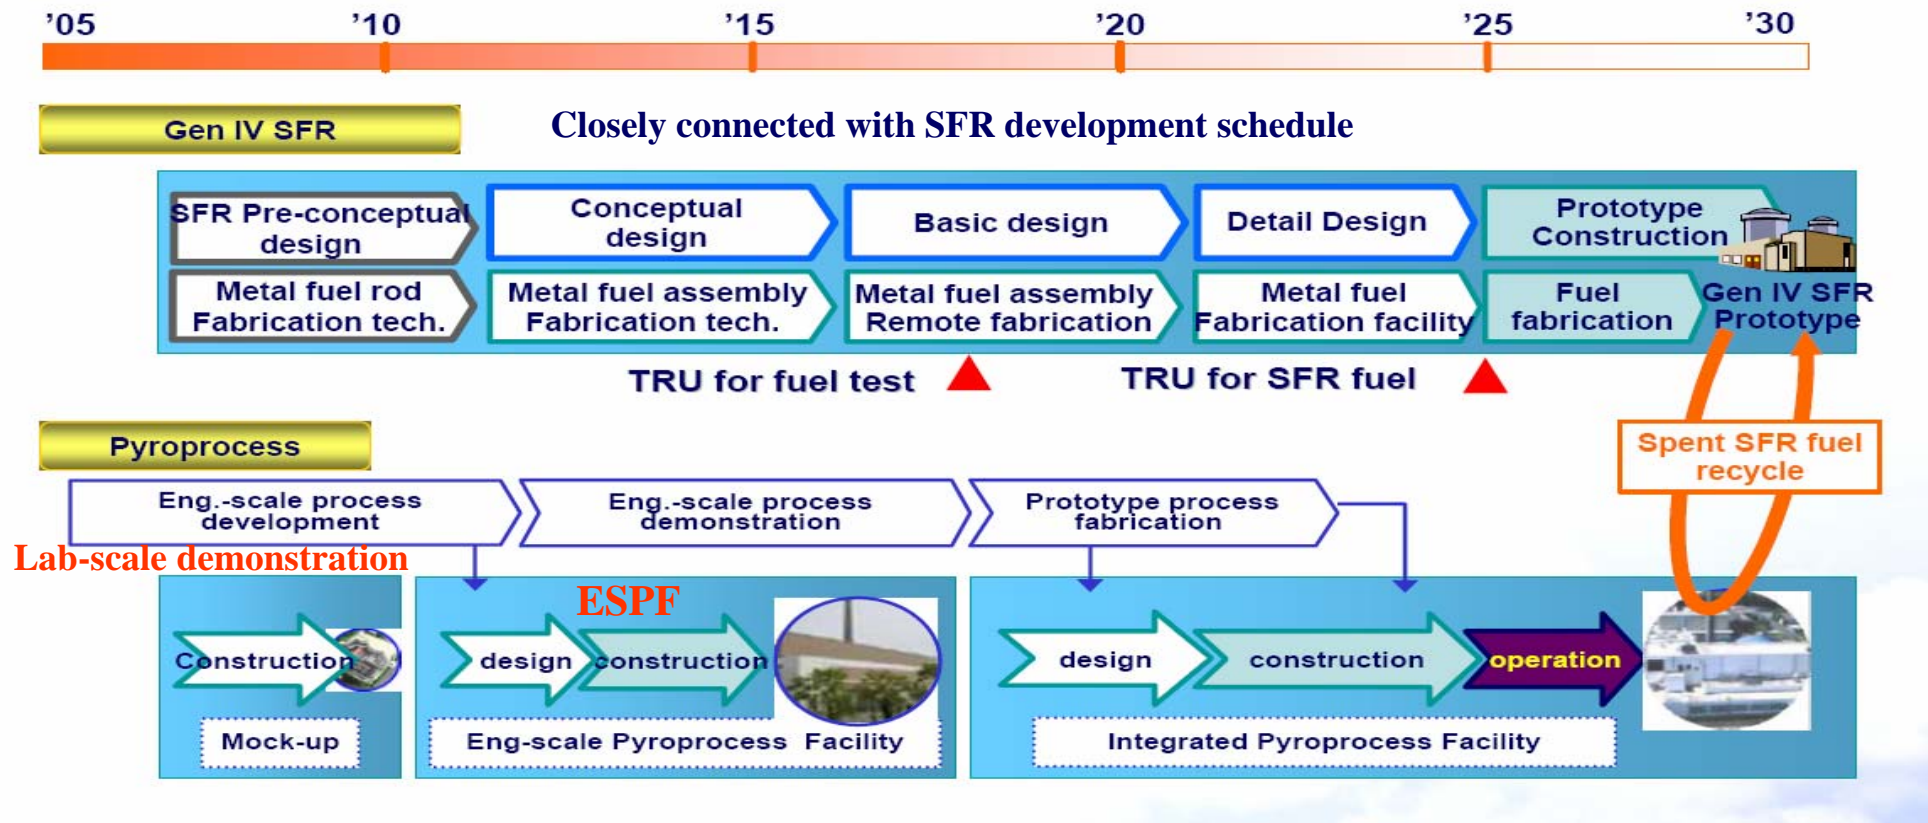 ’05 ’10 ’15 ’20 ’25 ’30
Gen IV SFR
Closely connected with SFR development schedule
SFR Pre-conceptual
design
Conceptual
design
Basic design
Detail Design
Prototype
Construction
Metal fuel rod
Fabrication tech.
Metal fuel assembly
Fabrication tech.
Metal fuel assembly
Remote fabrication
Metal fuel
Fabrication facility
Fuel
fabrication
Gen IV SFR
Prototype
TRU for fuel test
TRU for SFR fuel
Pyroprocess
Spent SFR fuel
recycle
Eng.-scale process
development
Eng.-scale process
demonstration
Prototype process
fabrication
Lab-scale demonstration
ESPF
Construction
design
construction
design
construction
operation
Mock-up
Eng-scale Pyroprocess Facility
Integrated Pyroprocess Facility